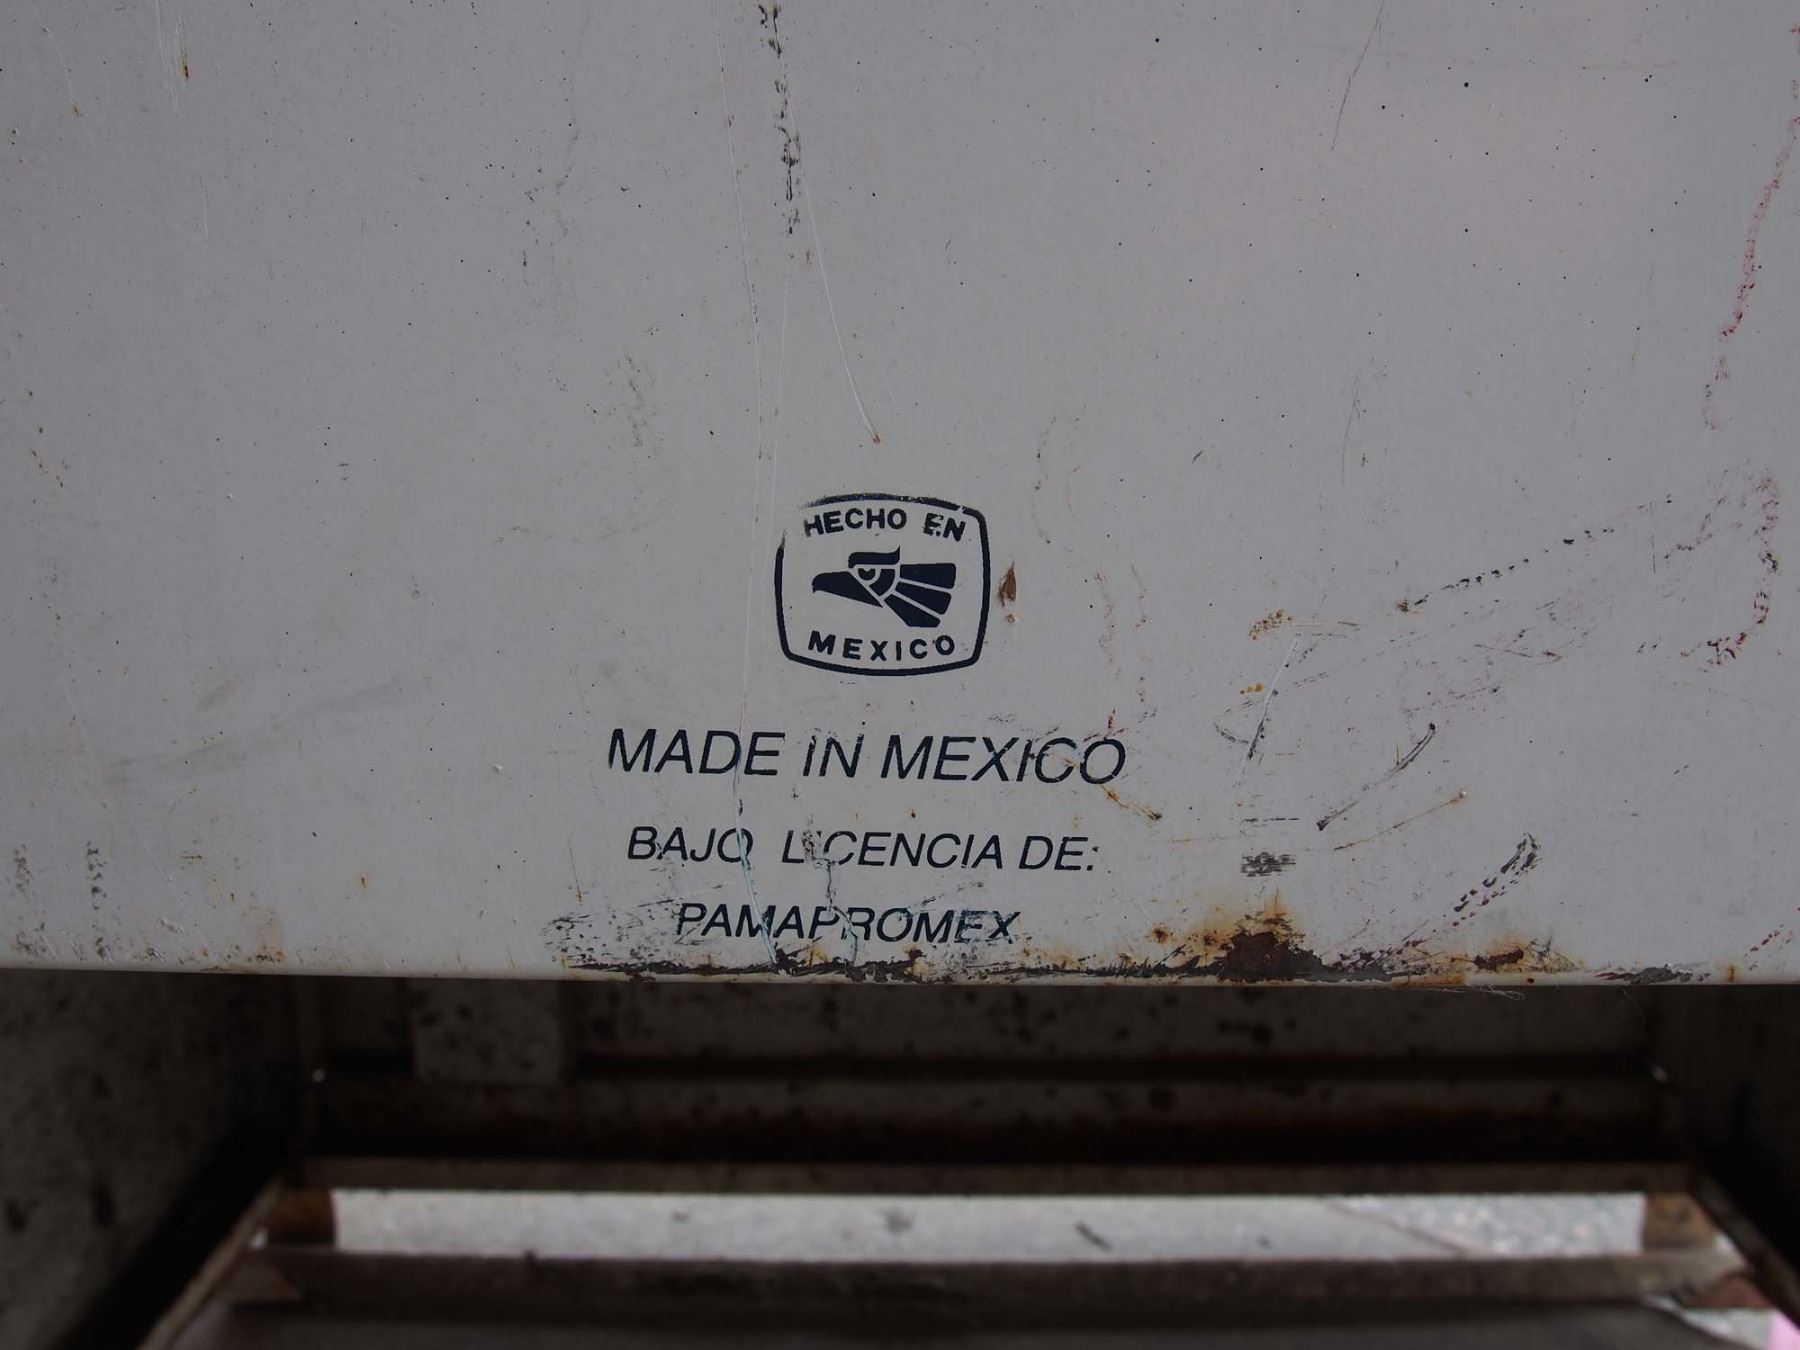 HECHO EN
MEXICO
MADE IN MEXICO
BAJO LICENCIA DE:
PAMAPROMEX